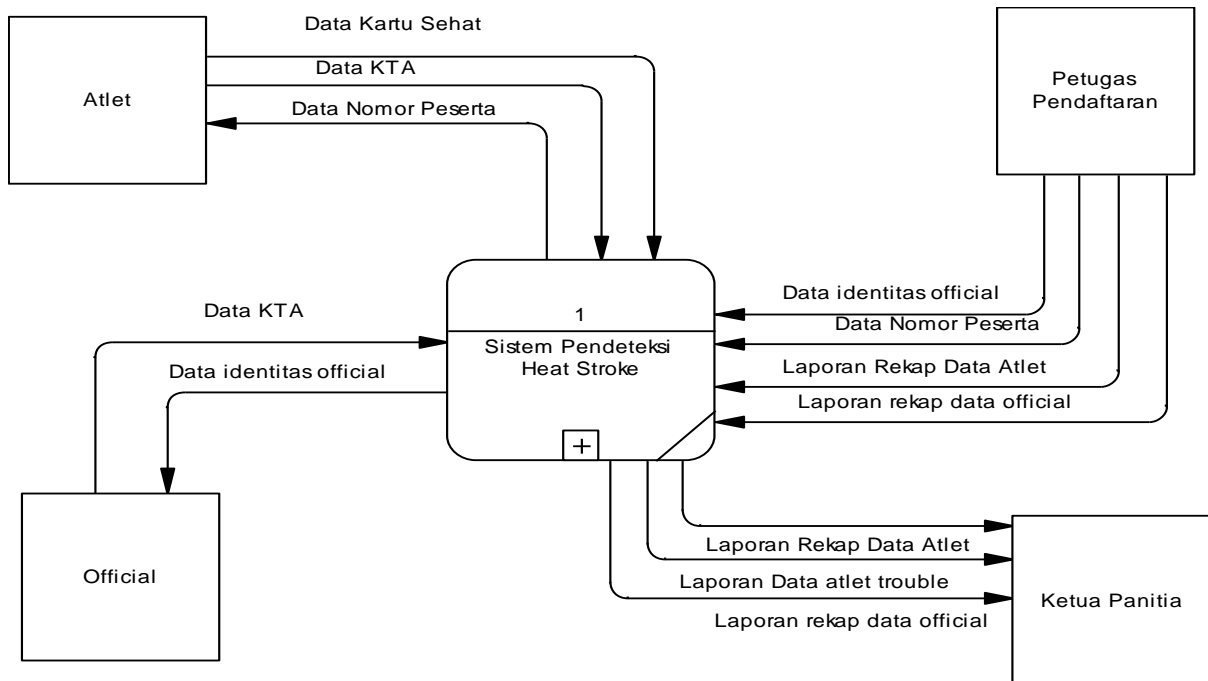 Data Kartu Sehat
Data KTA
Data Nomor Peserta
Atlet
Petugas
Pendaftaran
Data identitas official
Data Nomor Peserta
Laporan Rekap Data Atlet
Laporan rekap data official
1
Sistem Pendeteksi
Heat Stroke
+
Data KTA
Data identitas official
Official
Laporan Rekap Data Atlet
Laporan Data atlet trouble
Laporan rekap data official
Ketua Panitia